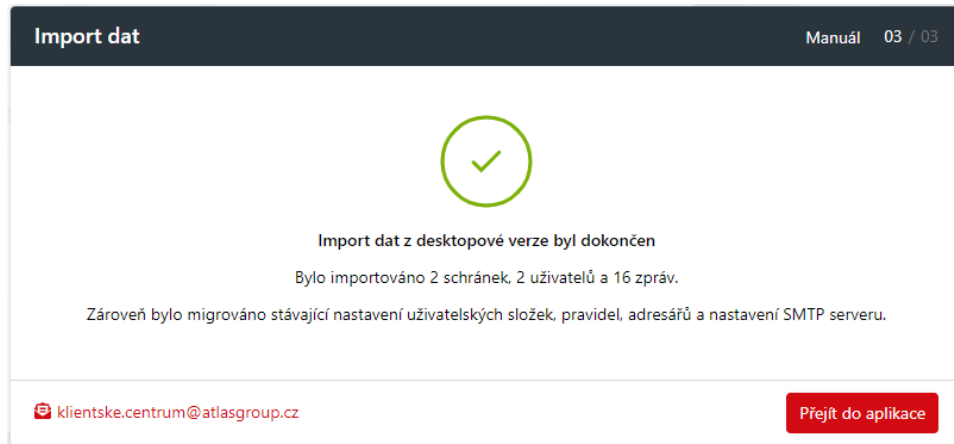 Import dat
Manuál 03 / 03
Import dat z desktopové verze byl dokončen
Bylo importováno 2 schránek, 2 uživatelů a 16 zpráv.
Zároveň bylo migrováno stávající nastavení uživatelských složek, pravidel, adresářů a nastavení SMTP serveru.
klientske.centrum@atlasgroup.cz
Přejít do aplikace